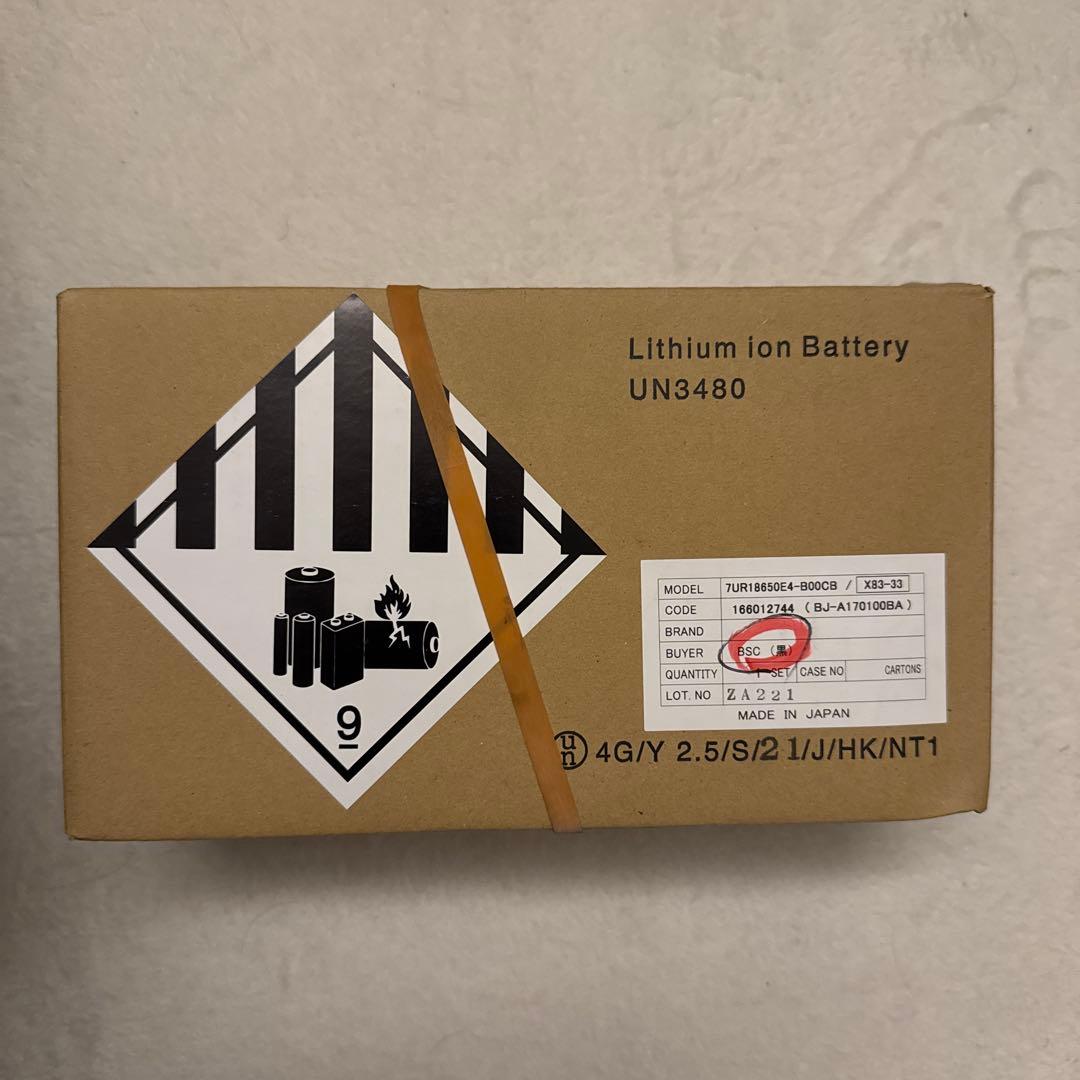 Lithium ion Battery
UN3480
9
MODEL 7UR18650E4-B00CB / X83-33
CODE 166012744 (BJ-A170100BA)
BRAND
BUYER BSC (黒)
QUANTITY 1 SET CASE NO CARTONS
LOT. NO ZA221
MADE IN JAPAN
un 4G/Y 2.5/S/21/J/HK/NT1